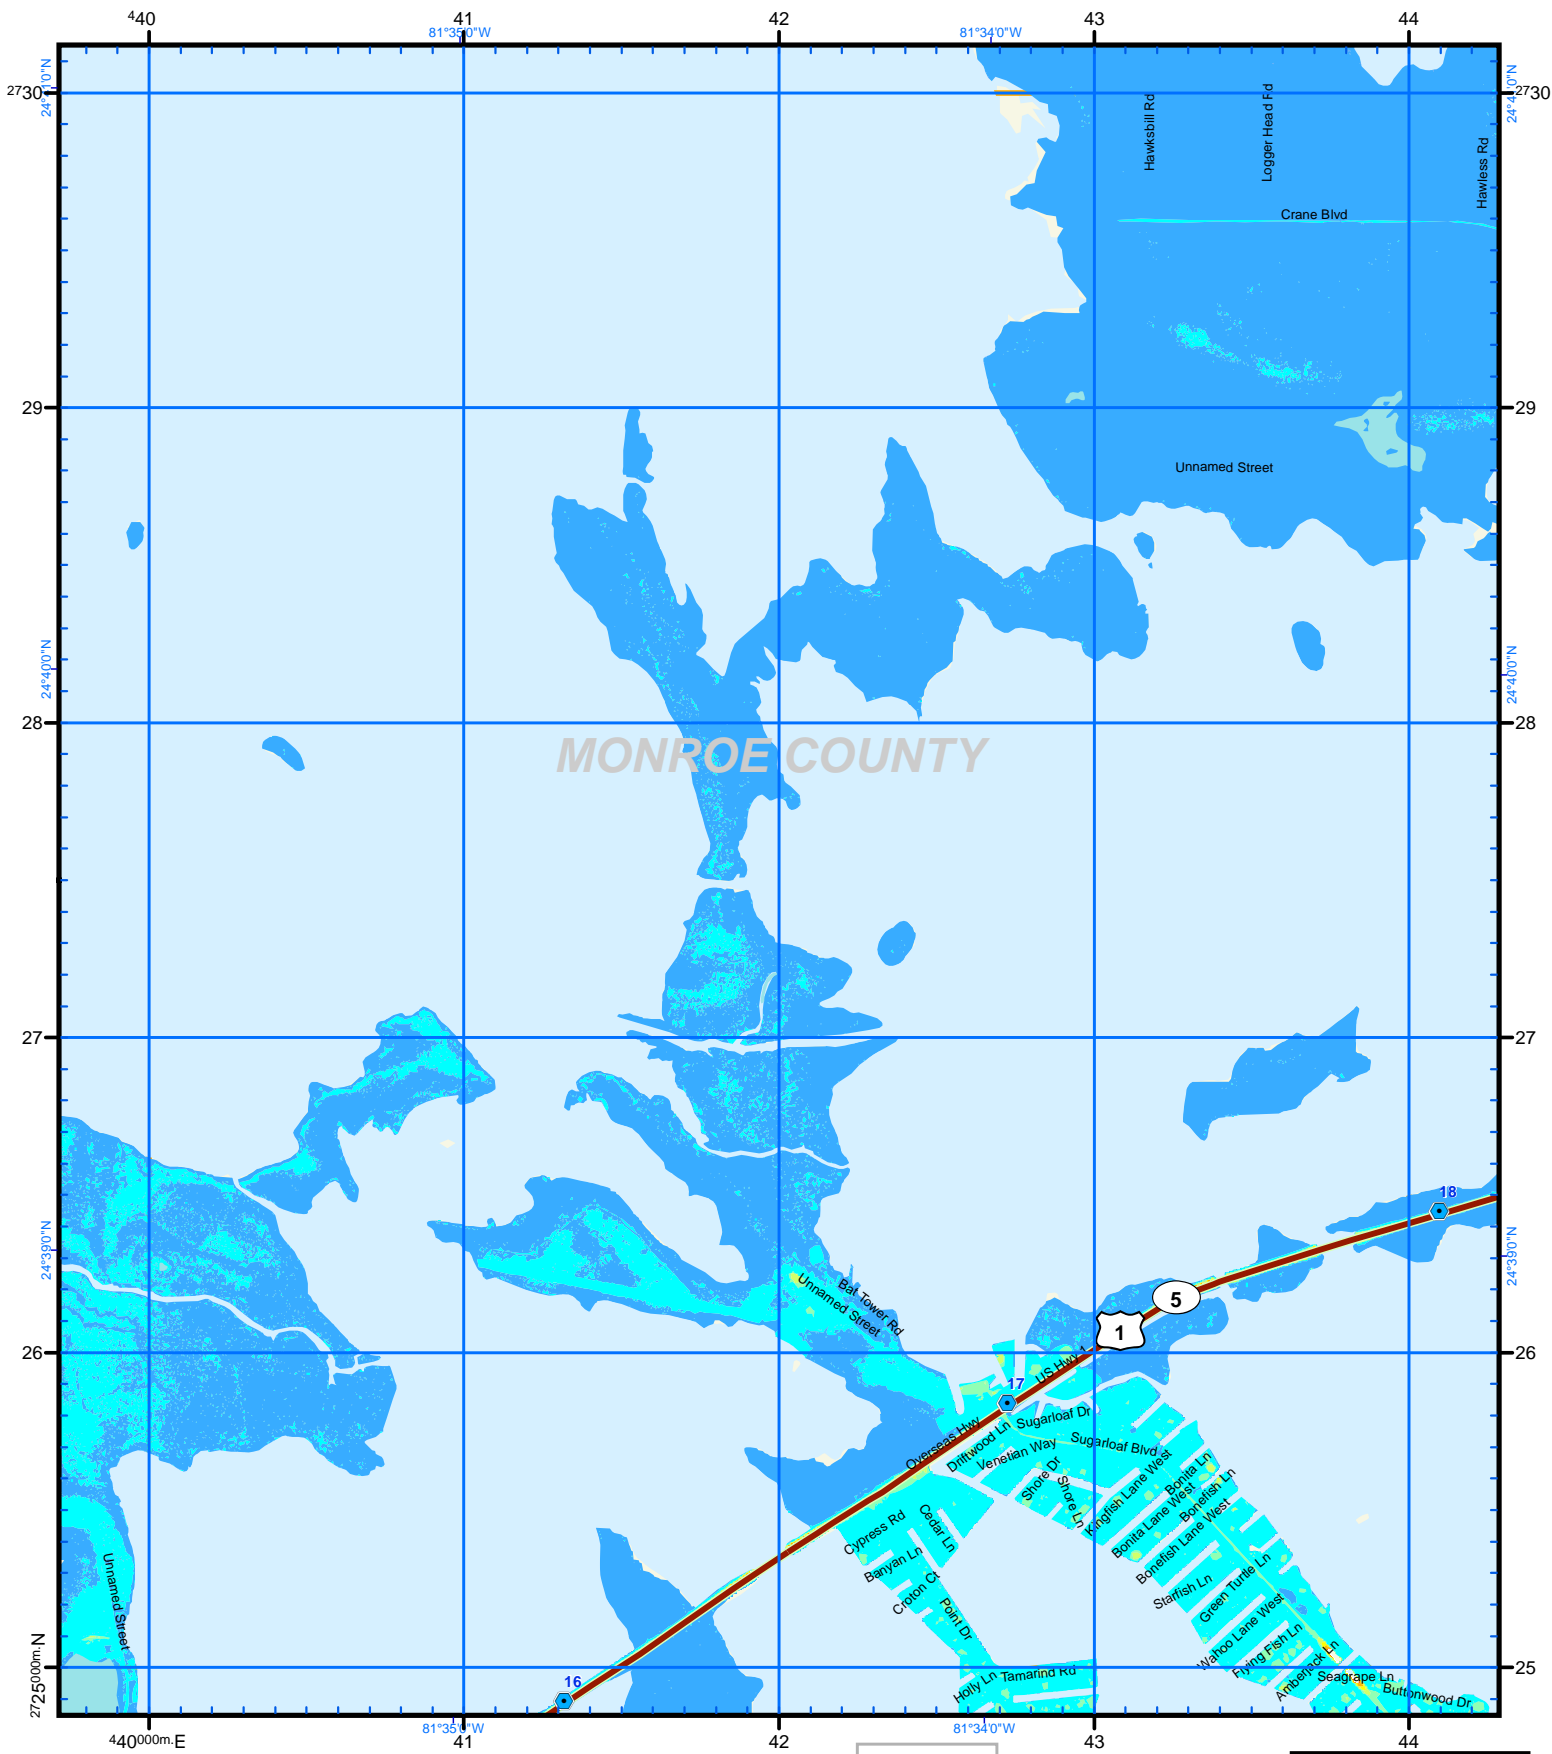 440 41 42 43 44
81°35'0"W 81°34'0"W
2730 2730
24°41'0"N
Hawksbill Rd
Logger Head Rd
Hawless Rd
Crane Blvd
29 29
Unnamed Street
24°40'0"N 24°40'0"N
28 28
MONROE COUNTY
27 27
18
24°39'0"N 24°39'0"N
Bat Tower Rd
Unnamed Street
5
1
26 26
US Hwy 1
17
Sugarloaf Dr
Overseas Hwy
Driftwood Ln
Venetian Way
Sugarloaf Blvd
Shore Dr
Shore Ln
Kingfish Lane West
Bonita Ln
Bonita Lane West
Bonefish Ln
Bonefish Lane West
Cypress Rd
Cedar Ln
Banyan Ln
Croton Ct
Point Dr
Starfish Ln
Green Turtle Ln
Wahoo Lane West
Flying Fish Ln
Amberjack Ln
Unnamed Street
2725000m.N 25
16
Holly Ln
Tamarind Rd
Seagrape Ln
Buttonwood Dr
81°35'0"W 81°34'0"W
440000m.E 41 42 43 44